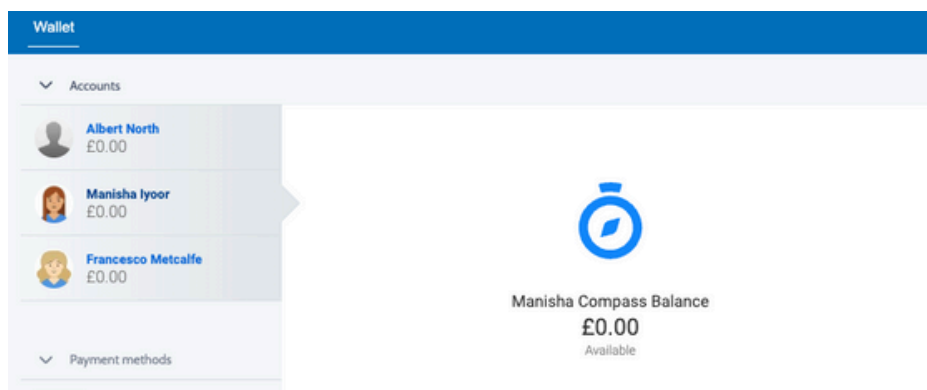 Wallet
Accounts
Albert North
£0.00
Manisha Iyoor
£0.00
Francesco Metcalfe
£0.00
Manisha Compass Balance
£0.00
Available
Payment methods